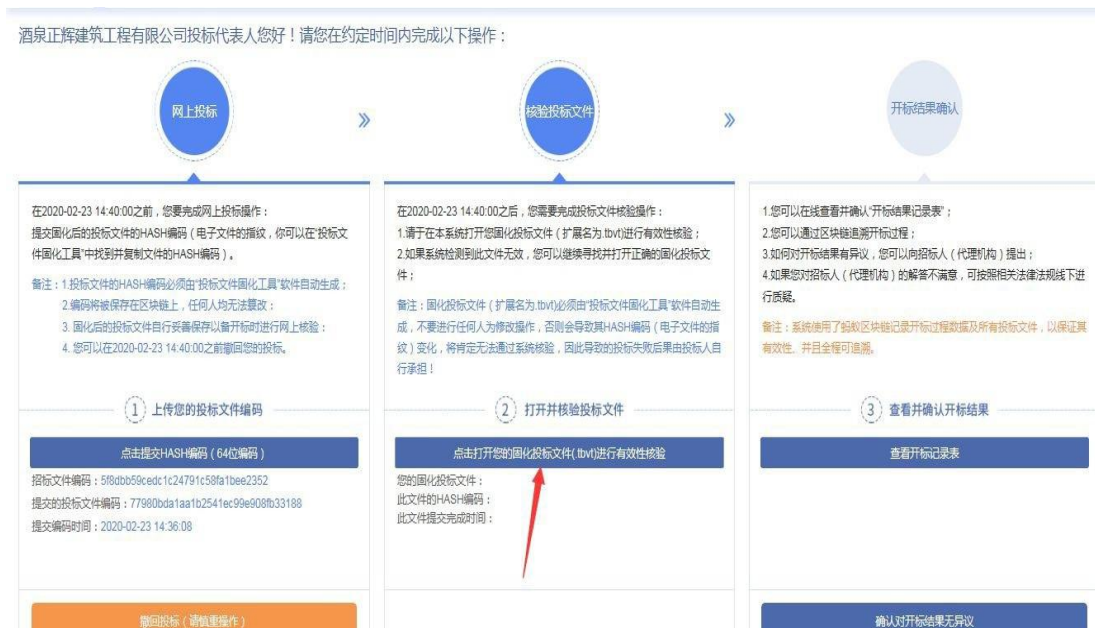 酒泉正辉建筑工程有限公司投标代表人您好！请您在约定时间内完成以下操作：
网上投标
》
核验投标文件
》
开标结果确认
在2020-02-23 14:40:00之前，您要完成网上投标操作：
提交固化后的投标文件的HASH编码（电子文件的指纹，你可以在“投标文
件固化工具”中找到并复制文件的HASH编码）。
备注：1.投标文件的HASH编码必须由“投标文件固化工具”软件自动生成；
2.编码将被保存在区块链上，任何人均无法篡改；
3. 固化后的投标文件自行妥善保存以备开标时进行网上核验；
4. 您可以在2020-02-23 14:40:00之前撤回您的投标。
1 上传您的投标文件编码
点击提交HASH编码（64位编码）
招标文件编码：5f8dbb59cedc1c24791c58fa1bee2352
提交的投标文件编码：77980bda1aa1b2541ec99e908fb33188
提交编码时间：2020-02-23 14:36:08
撤回投标（请慎重操作）
在2020-02-23 14:40:00之后，您需要完成投标文件核验操作：
1.请于在本系统打开您固化投标文件（扩展名为.tbvt)进行有效性核验；
2.如果系统检测到此文件无效，您可以继续寻找并打开正确的固化投标文
件；
备注：固化投标文件（扩展名为.tbvt)必须由“投标文件固化工具”软件自动生
成，不要进行任何人为修改操作，否则会导致其HASH编码（电子文件的指
纹）变化，将肯定无法通过系统核验，因此导致的投标失败后果由投标人自
行承担！
2 打开并核验投标文件
点击打开您的固化投标文件(.tbvt)进行有效性核验
您的固化投标文件：
此文件的HASH编码：
此文件提交完成时间：
1.您可以在线查看并确认“开标结果记录表”；
2.您可以通过区块链追溯开标过程；
3.如何对开标结果有异议，您可以向招标人（代理机构）提出；
4.如果您对招标人（代理机构）的解答不满意，可按照相关法律法规线下进
行质疑。
备注：系统使用了蚂蚁区块链记录开标过程数据及所有投标文件，以保证其
有效性、并且全程可追溯。
3 查看并确认开标结果
查看开标记录表
确认对开标结果无异议